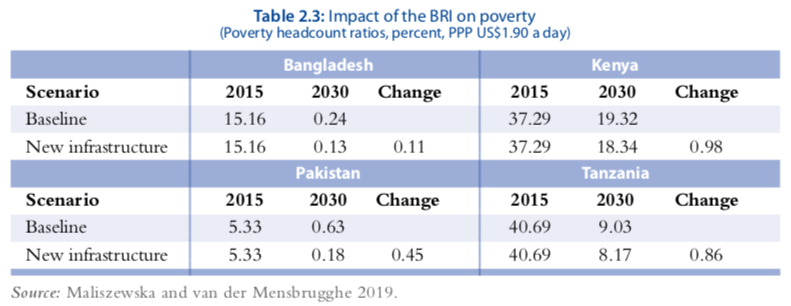 Table 2.3: Impact of the BRI on poverty
(Poverty headcount ratios, percent, PPP US$1.90 a day)
Bangladesh Kenya
Scenario 2015 2030 Change 2015 2030 Change
Baseline 15.16 0.24 37.29 19.32
New infrastructure 15.16 0.13 0.11 37.29 18.34 0.98
Pakistan Tanzania
Scenario 2015 2030 Change 2015 2030 Change
Baseline 5.33 0.63 40.69 9.03
New infrastructure 5.33 0.18 0.45 40.69 8.17 0.86
Source: Maliszewska and van der Mensbrugghe 2019.